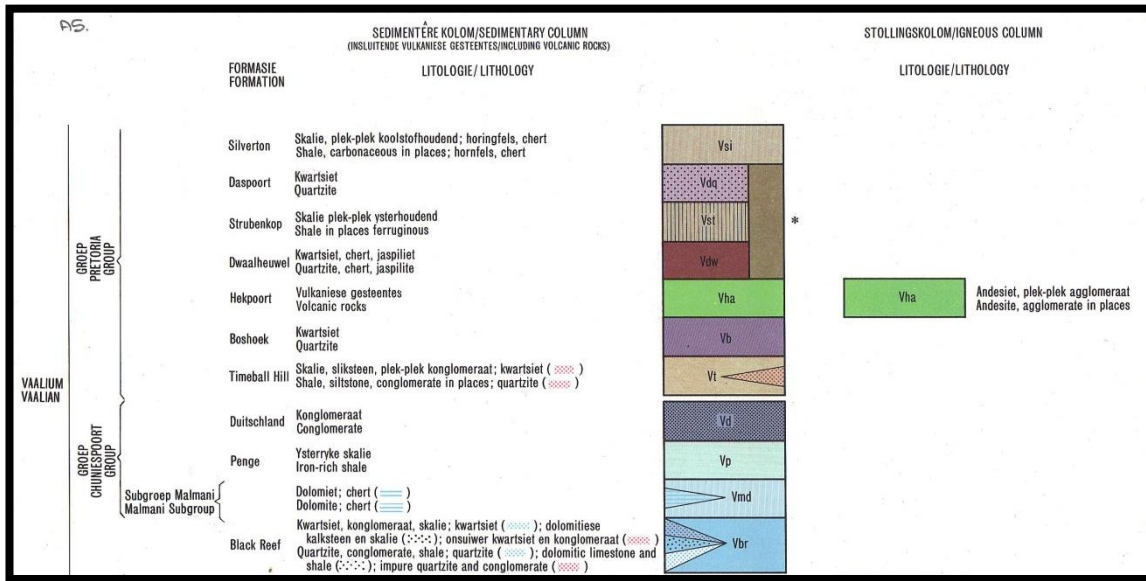 AS.
SEDIMENTÊRE KOLOM/SEDIMENTARY COLUMN
(INSLUITENDE VULKANIESE GESTEENTES/INCLUDING VOLCANIC ROCKS)
STOLLINGSKOLOM/IGNEOUS COLUMN
FORMASIE
FORMATION
LITOLOGIE/LITHOLOGY
LITOLOGIE/LITHOLOGY
VAALIUM
VAALIAN
GROEP
PRETORIA
GROUP
Silverton
Skalie, plek-plek koolstofhoudend; horingfels, chert
Shale, carbonaceous in places; hornfels, chert
Vsi
Daspoort
Kwartsiet
Quartzite
Vdq
Strubenkop
Skalie plek-plek ysterhoudend
Shale in places ferruginous
Vst
*
Dwaalheuwel
Kwartsiet, chert, jaspiliet
Quartzite, chert, jaspilite
Vdw
Hekpoort
Vulkaniese gesteentes
Volcanic rocks
Vha
Vha
Andesiet, plek-plek agglomeraat
Andesite, agglomerate in places
Boshoek
Kwartsiet
Quartzite
Vb
Timeball Hill
Skalie, sliksteen, plek-plek konglomeraat; kwartsiet ( )
Shale, siltstone, conglomerate in places; quartzite ( )
Vt
GROEP
CHUNIESPOORT
GROUP
Duitschland
Konglomeraat
Conglomerate
Vd
Penge
Ysterryke skalie
Iron-rich shale
Vp
Subgroep Malmani
Malmani Subgroup
Dolomiet; chert ( )
Dolomite; chert ( )
Vmd
Black Reef
Kwartsiet, konglomeraat, skalie; kwartsiet ( ); dolomitiese
kalksteen en skalie ( ); onsuiwer kwartsiet en konglomeraat ( )
Quartzite, conglomerate, shale; quartzite ( ); dolomitic limestone and
shale ( ); impure quartzite and conglomerate ( )
Vbr